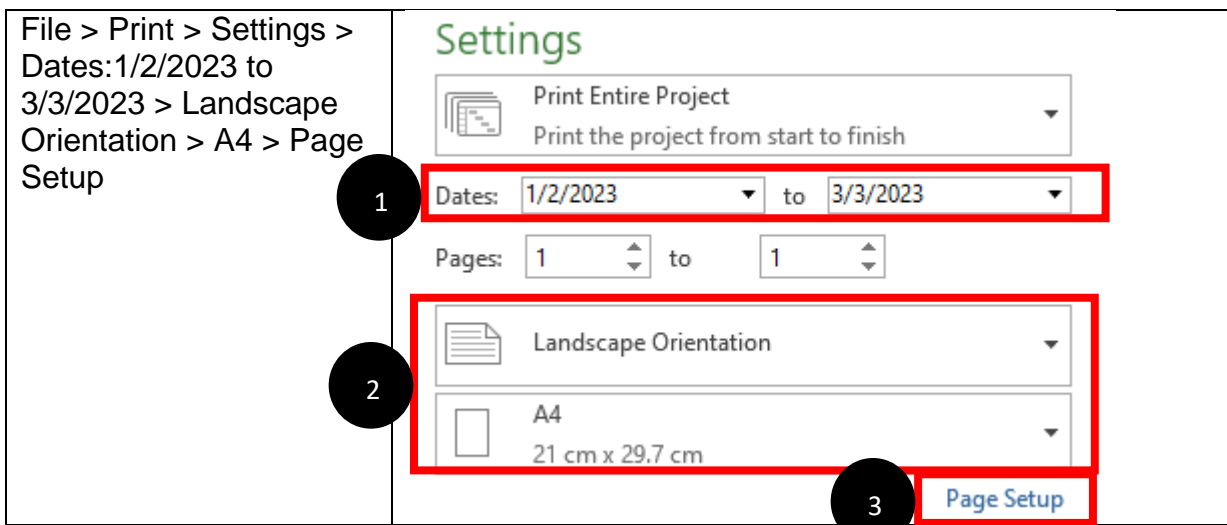 File > Print > Settings >
Dates:1/2/2023 to
3/3/2023 > Landscape
Orientation > A4 > Page
Setup
Settings
Print Entire Project
Print the project from start to finish
1
Dates: 1/2/2023 to 3/3/2023
Pages: 1 to 1
2
Landscape Orientation
A4
21 cm x 29.7 cm
3
Page Setup